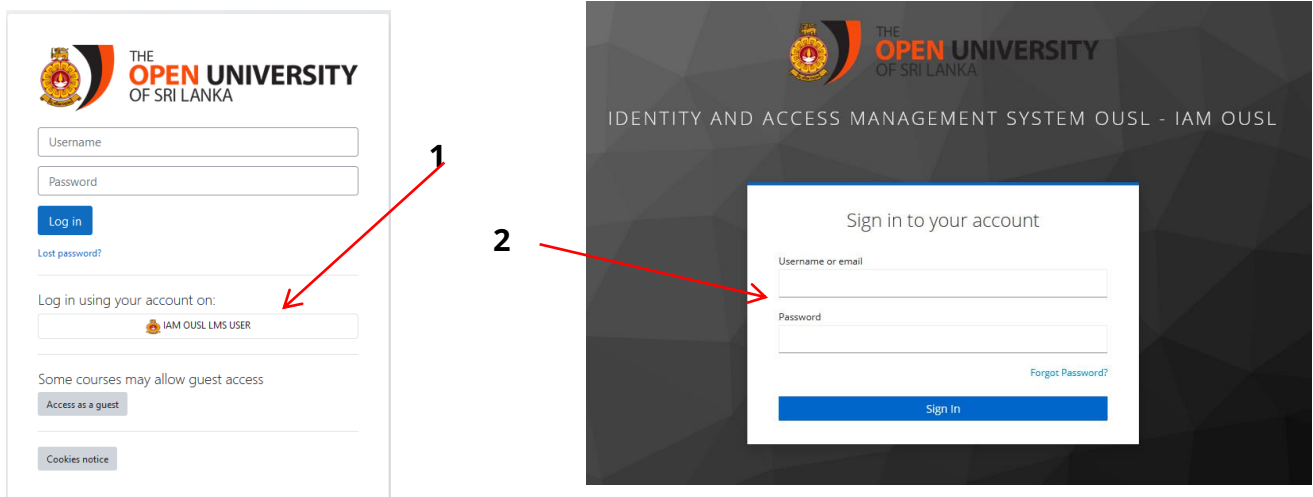 THE
OPEN UNIVERSITY
OF SRI LANKA
Username
Password
Log in
Lost password?
Log in using your account on:
IAM OUSL LMS USER
Some courses may allow guest access
Access as a guest
Cookies notice
1
2
THE
OPEN UNIVERSITY
OF SRI LANKA
IDENTITY AND ACCESS MANAGEMENT SYSTEM OUSL - IAM OUSL
Sign in to your account
Username or email
Password
Forgot Password?
Sign In